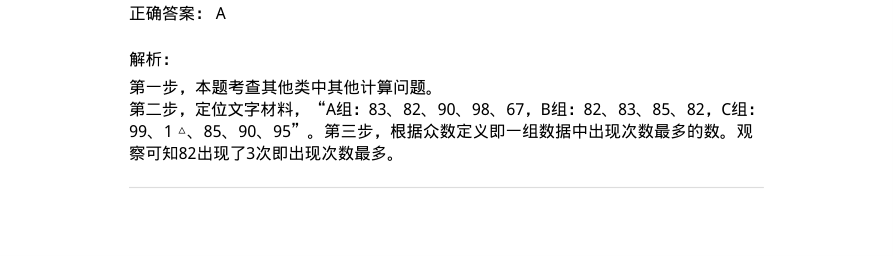 正确答案： A
解析：
第一步，本题考查其他类中其他计算问题。
第二步，定位文字材料，“A组：83、82、90、98、67，B组：82、83、85、82，C组：
99、1 △、85、90、95”。第三步，根据众数定义即一组数据中出现次数最多的数。观
察可知82出现了3次即出现次数最多。